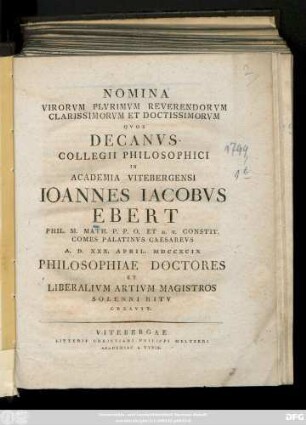 NOMINA
VIRORVM PLVRIMVM REVERENDORVM
CLARISSIMORVM ET DOCTISSIMORVM
QVOS
DECANVS
COLLEGII PHILOSOPHICI
IN
ACADEMIA VITEBERGENSI
IOANNES IACOBVS
EBERT
PHIL. M. MATH. P. P. O. ET CONSTIT.
COMES PALATINVS CAESAREVS
A. D. XXX. APRIL. MDCCXCIX
PHILOSOPHIAE DOCTORES
ET
LIBERALIVM ARTIVM MAGISTROS
SOLENNI RITV
CREAVIT.
VITEBERGAE
LITTERIS CHRISTIANI PHILIPPI MELZERI
ACADEMIAE A TYPIS.
1799